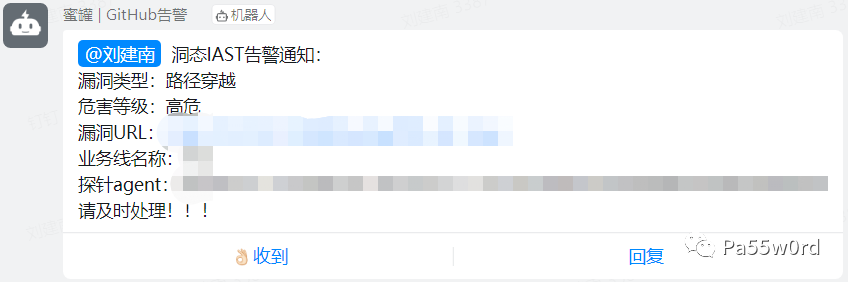 蜜罐 | GitHub告警 机器人
@刘建南 洞态IAST告警通知：
漏洞类型：路径穿越
危害等级：高危
漏洞URL：
业务线名称：
探针agent：
请及时处理！！！
👌🏻收到 回复
Pa55w0rd